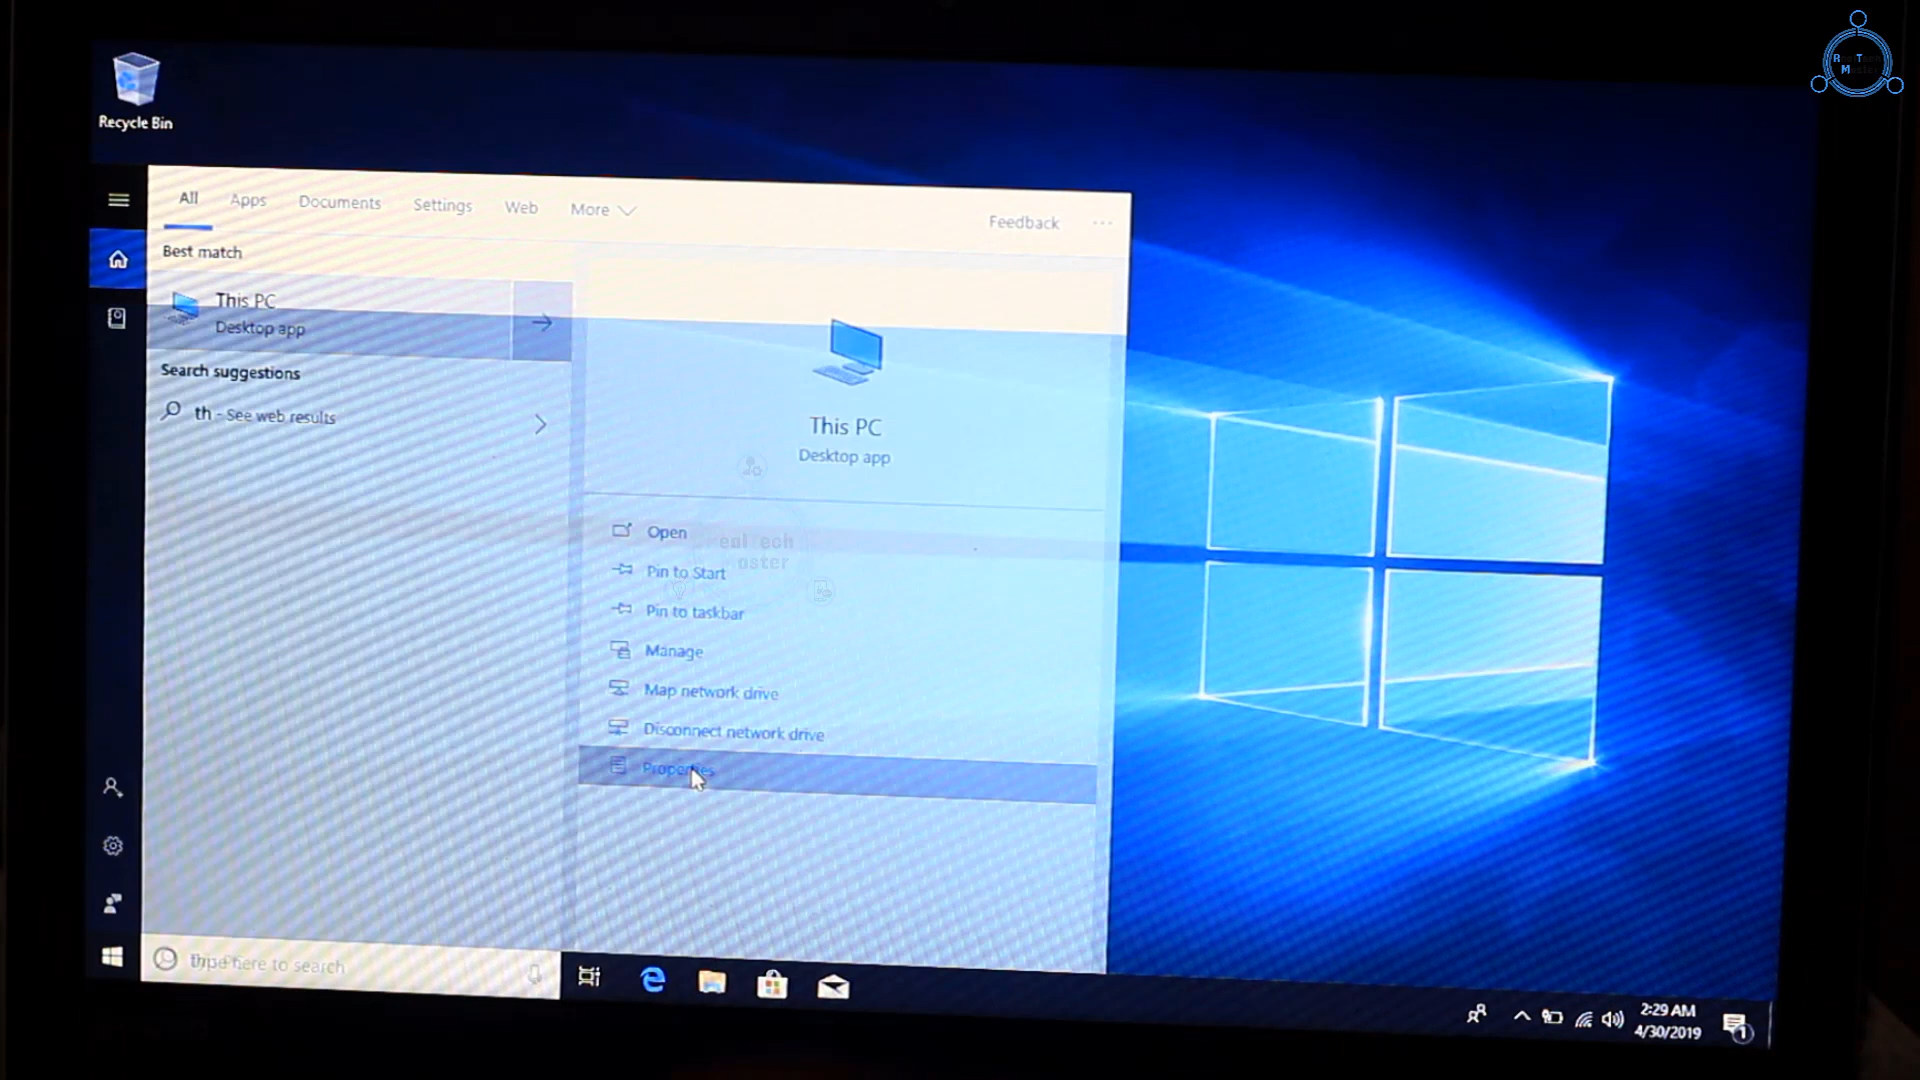 Recycle Bin
All Apps Documents Settings Web More Feedback
Best match
This PC
Desktop app
Search suggestions
th - See web results
This PC
Desktop app
Open
Pin to Start
Pin to taskbar
Manage
Map network drive
Disconnect network drive
Properties
Type here to search
2:29 AM
4/30/2019
1